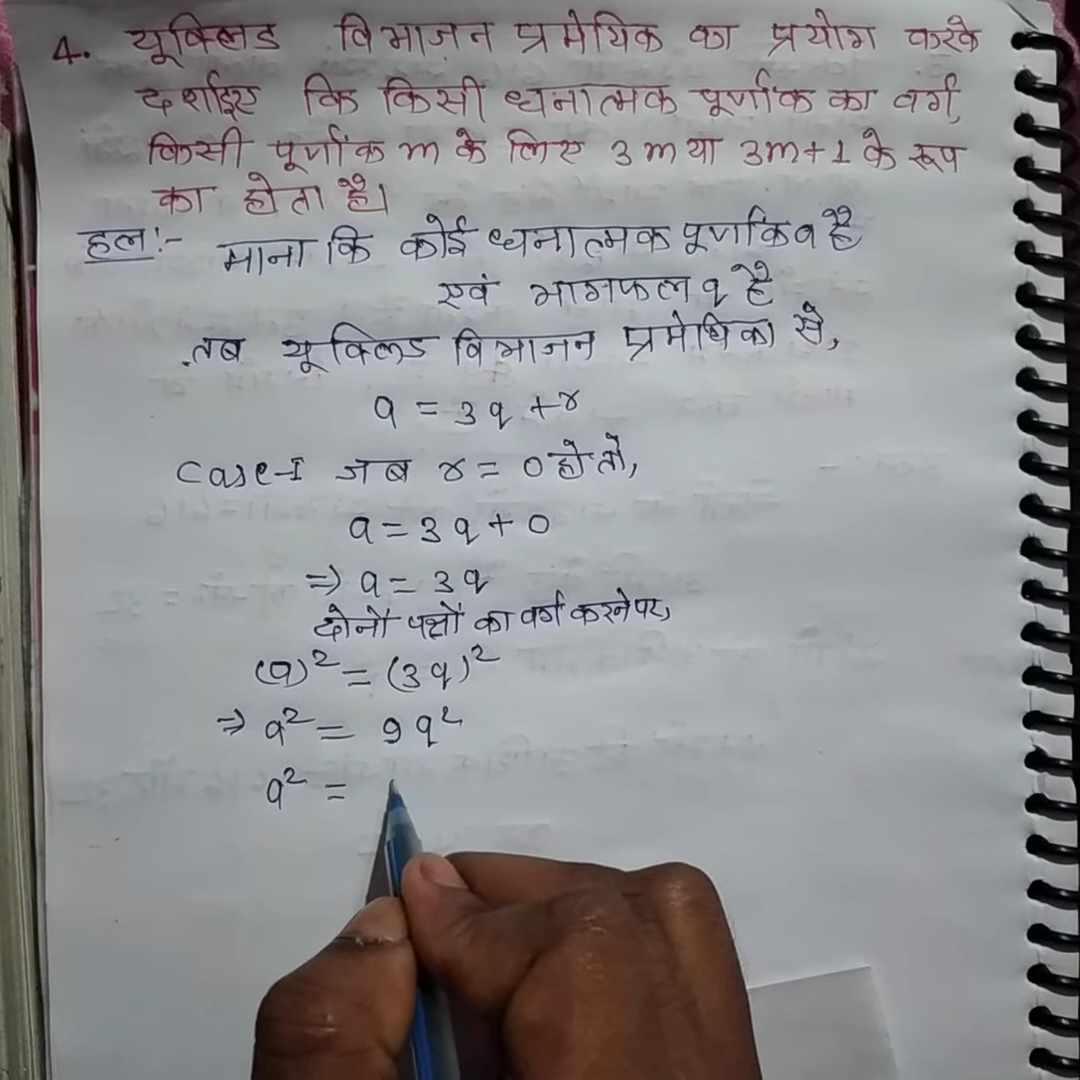 4. यूक्लिड विभाजन प्रमेयिक का प्रयोग करके
दर्शाइए कि किसी धनात्मक पूर्णांक का वर्ग,
किसी पूर्णांक m के लिए 3m या 3m+1 के रूप
का होता है।
हल:- माना कि कोई धनात्मक पूर्णांक a है
एवं भागफल q है
तब यूक्लिड विभाजन प्रमेयिका से,
a = 3q + r
Case-I जब r = 0 हो तो,
a = 3q + 0
⇒ a = 3q
दोनों पक्षों का वर्ग करने पर,
(a)² = (3q)²
⇒ a² = 9q²
a² =